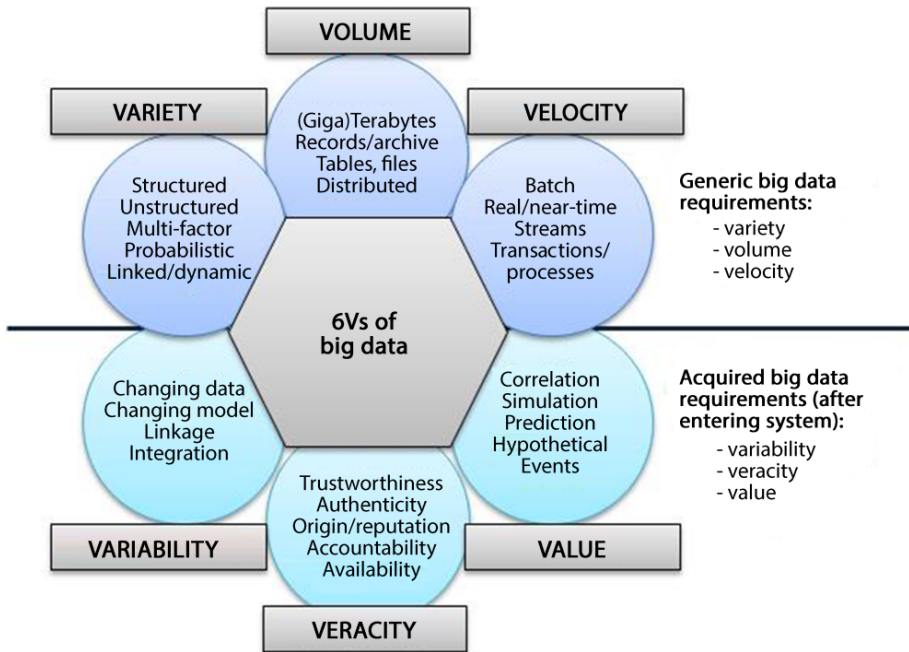 VOLUME
VARIETY
VELOCITY
(Giga)Terabytes
Records/archive
Tables, files
Distributed
Structured
Unstructured
Multi-factor
Probabilistic
Linked/dynamic
Batch
Real/near-time
Streams
Transactions/
processes
Generic big data
requirements:
- variety
- volume
- velocity
6Vs of
big data
Changing data
Changing model
Linkage
Integration
Correlation
Simulation
Prediction
Hypothetical
Events
Acquired big data
requirements (after
entering system):
- variability
- veracity
- value
Trustworthiness
Authenticity
Origin/reputation
Accountability
Availability
VARIABILITY
VALUE
VERACITY